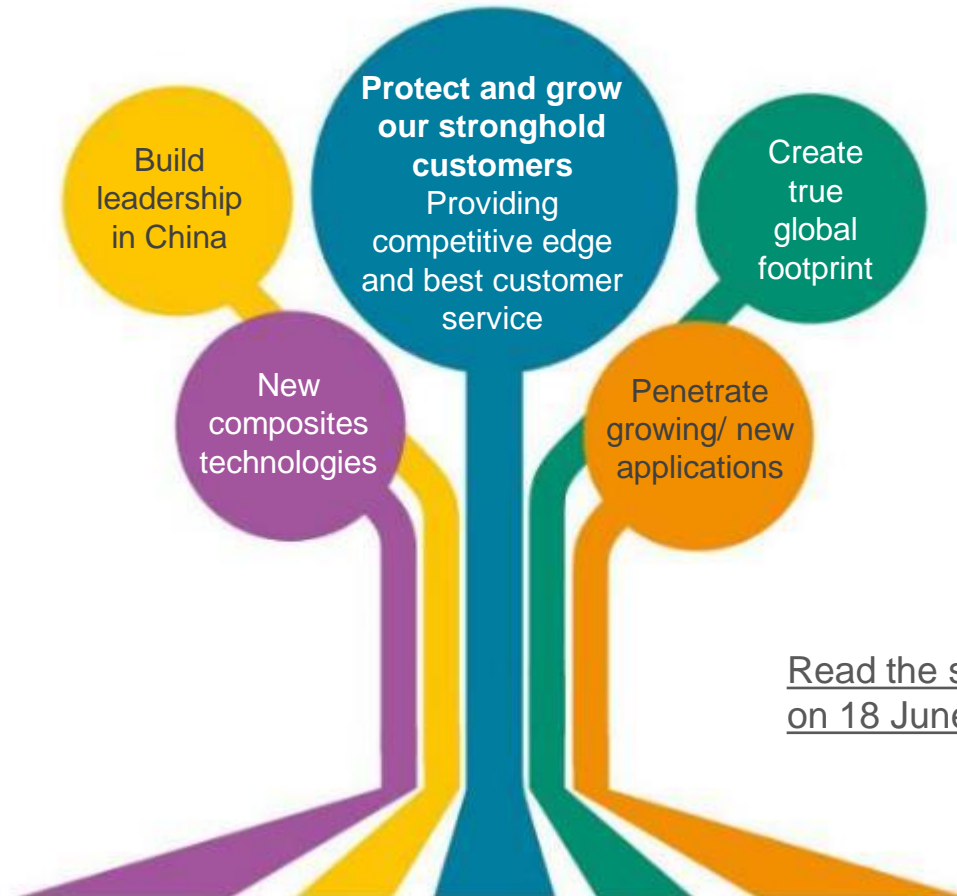 Protect and grow
our stronghold
customers
Providing
competitive edge
and best customer
service
Build
leadership
in China
Create
true
global
footprint
New
composites
technologies
Penetrate
growing/ new
applications
Read the
on 18 June